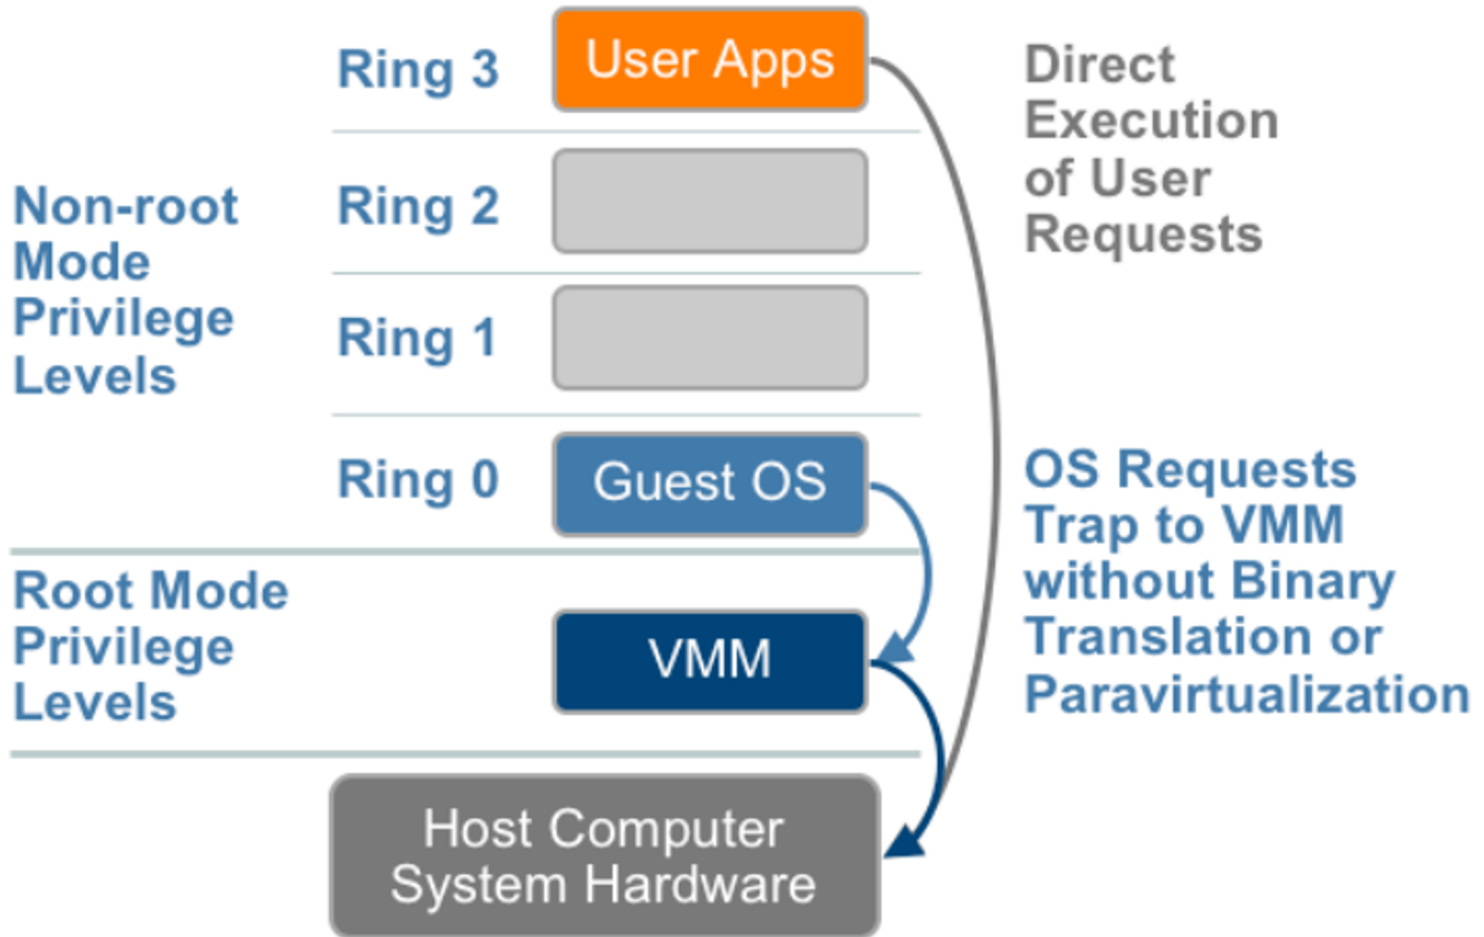 Ring 3
User Apps
Direct
Execution
of User
Requests
Non-root
Mode
Privilege
Levels
Ring 2
Ring 1
Ring 0
Guest OS
OS Requests
Trap to VMM
without Binary
Translation or
Paravirtualization
Root Mode
Privilege
Levels
VMM
Host Computer
System Hardware